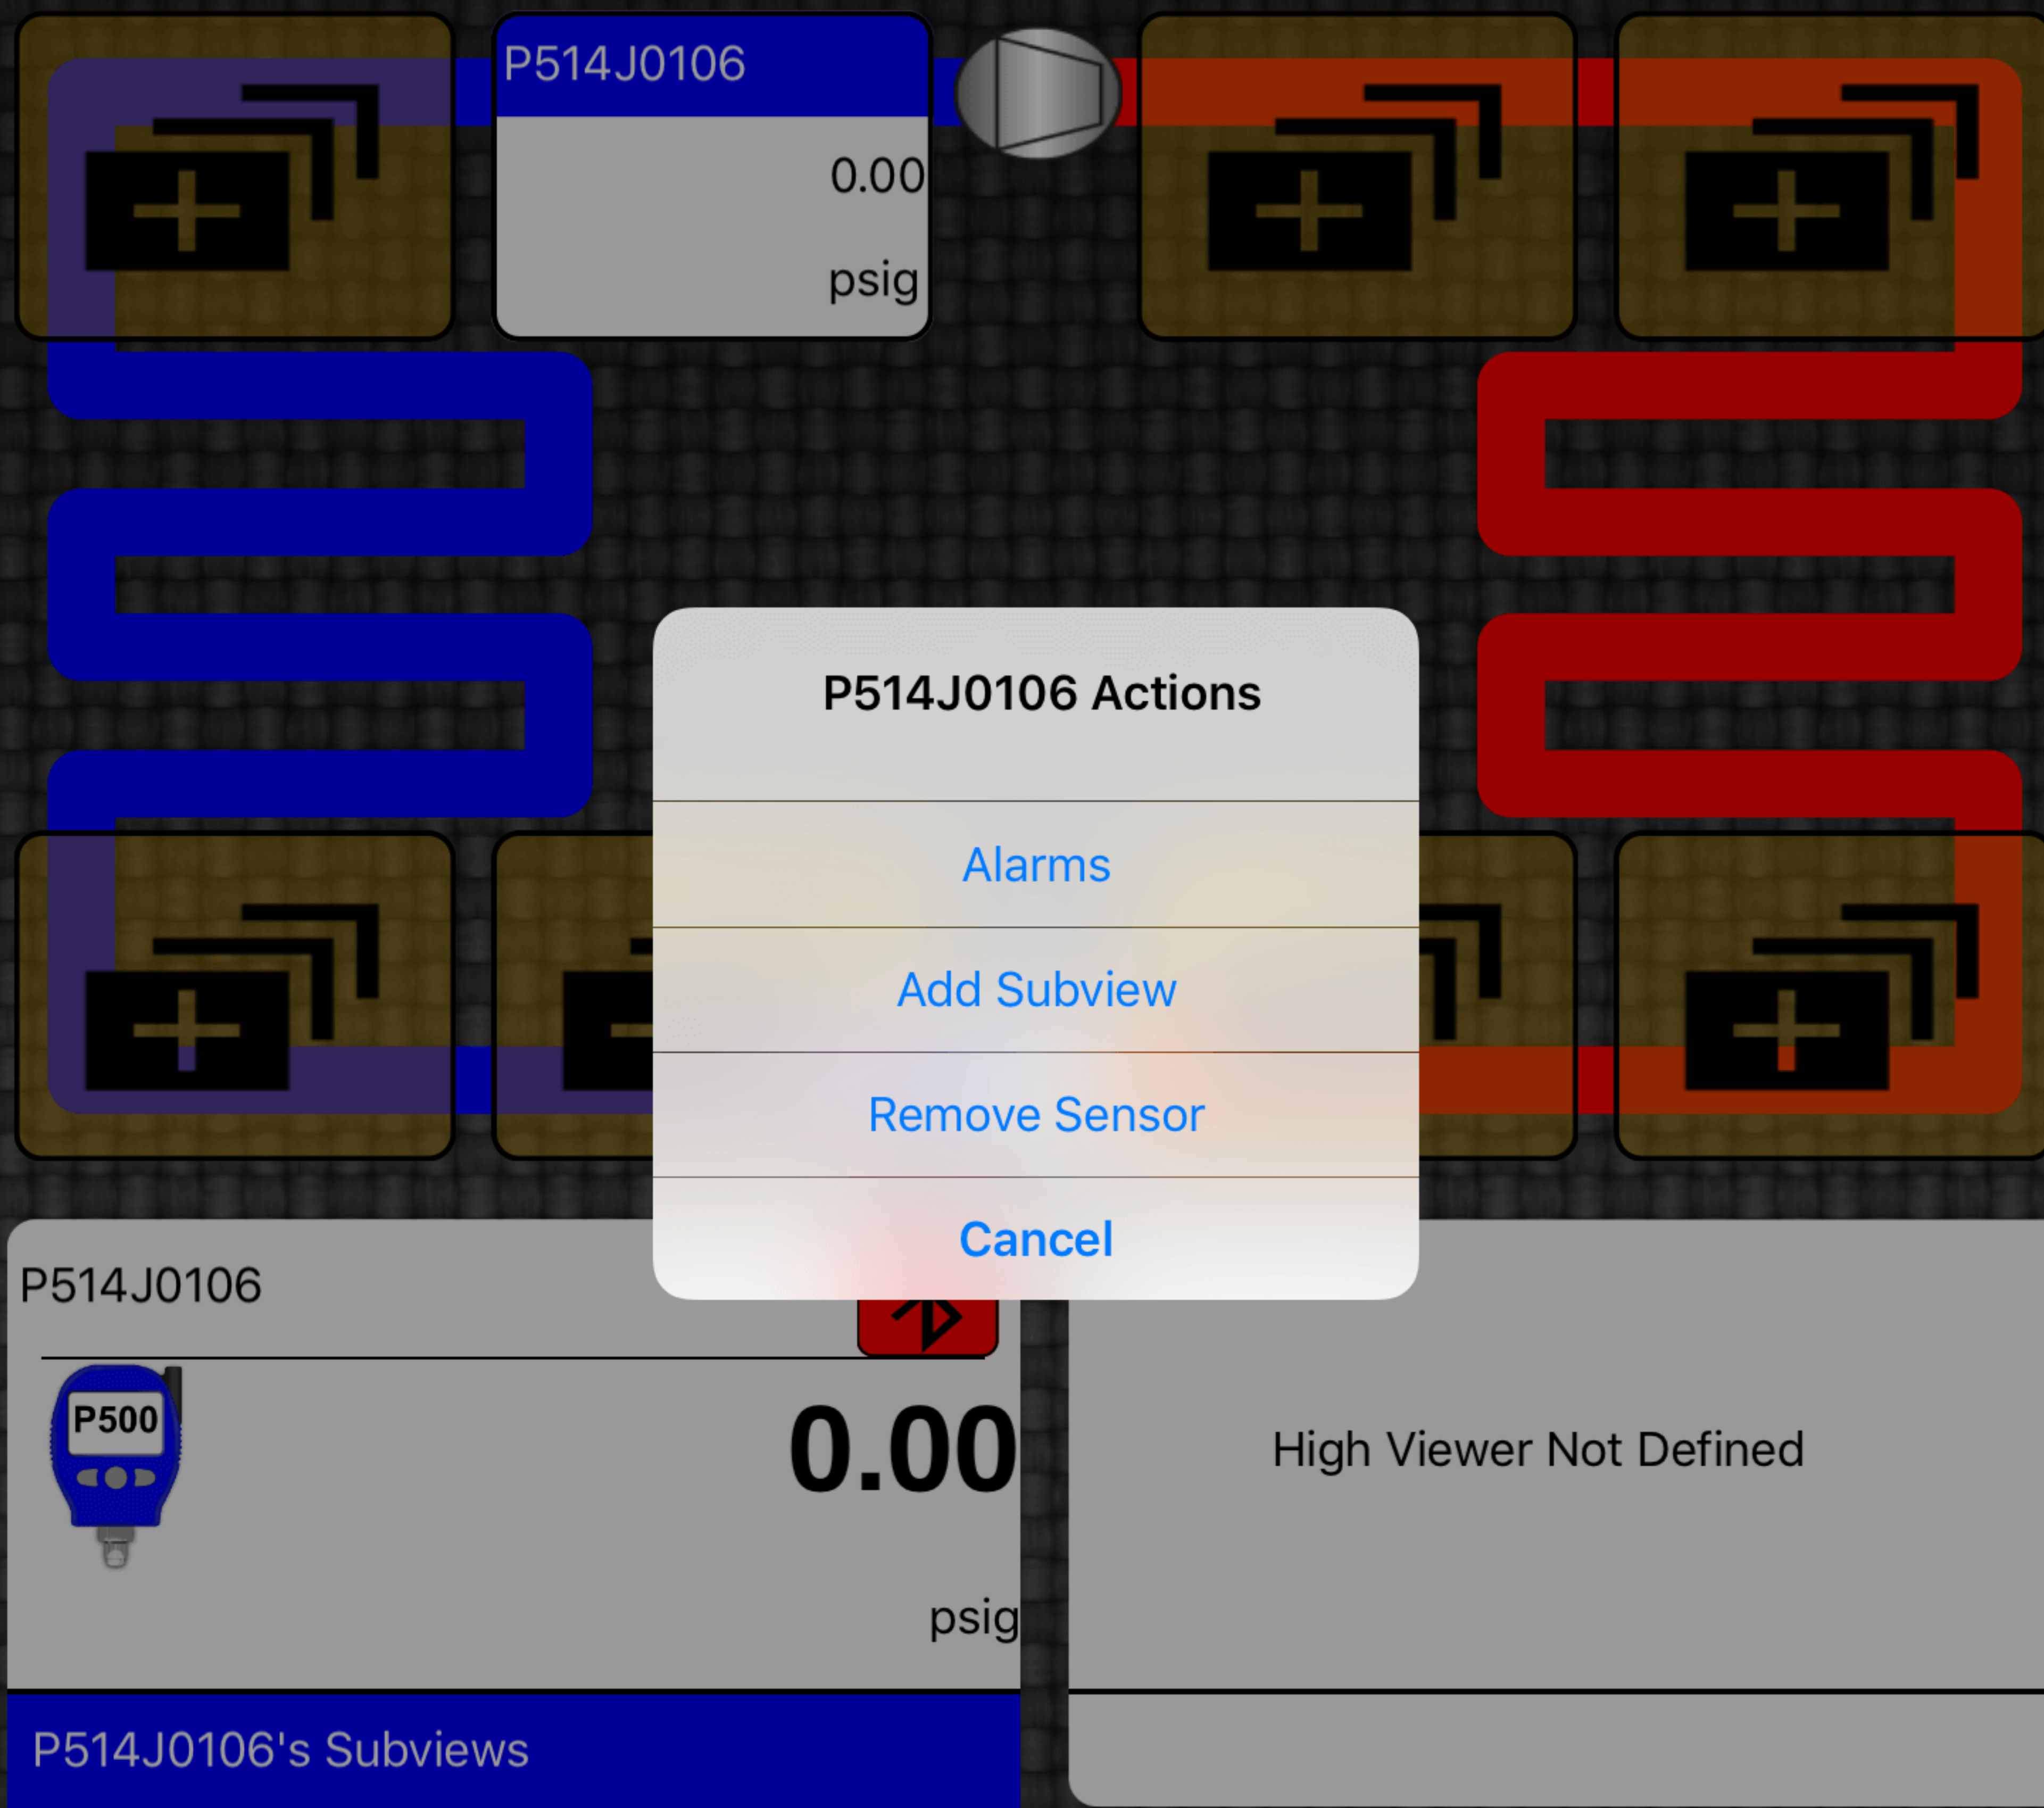 P514J0106
0.00
psig
P514J0106 Actions
Alarms
Add Subview
Remove Sensor
Cancel
P514J0106
P500
0.00
psig
High Viewer Not Defined
P514J0106's Subviews